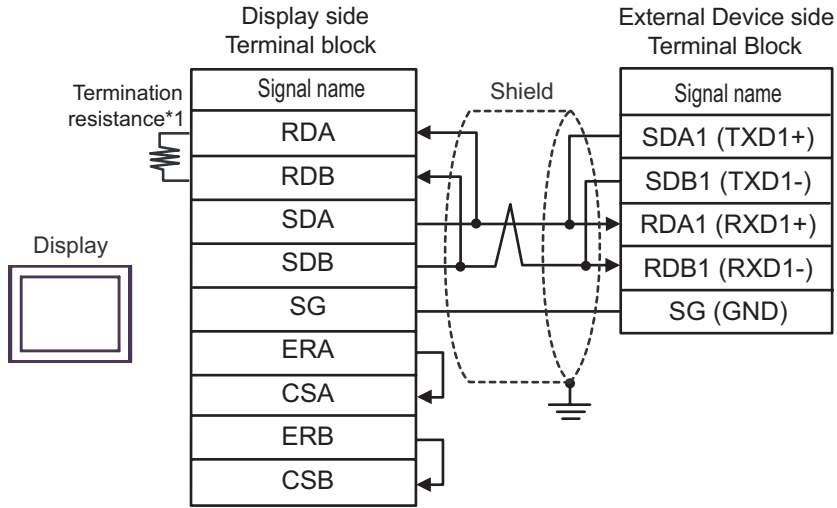 Display side
Terminal block
External Device side
Terminal Block
Termination
resistance*1
Signal name
RDA
RDB
SDA
SDB
SG
ERA
CSA
ERB
CSB
Display
Shield
Signal name
SDA1 (TXD1+)
SDB1 (TXD1-)
RDA1 (RXD1+)
RDB1 (RXD1-)
SG (GND)